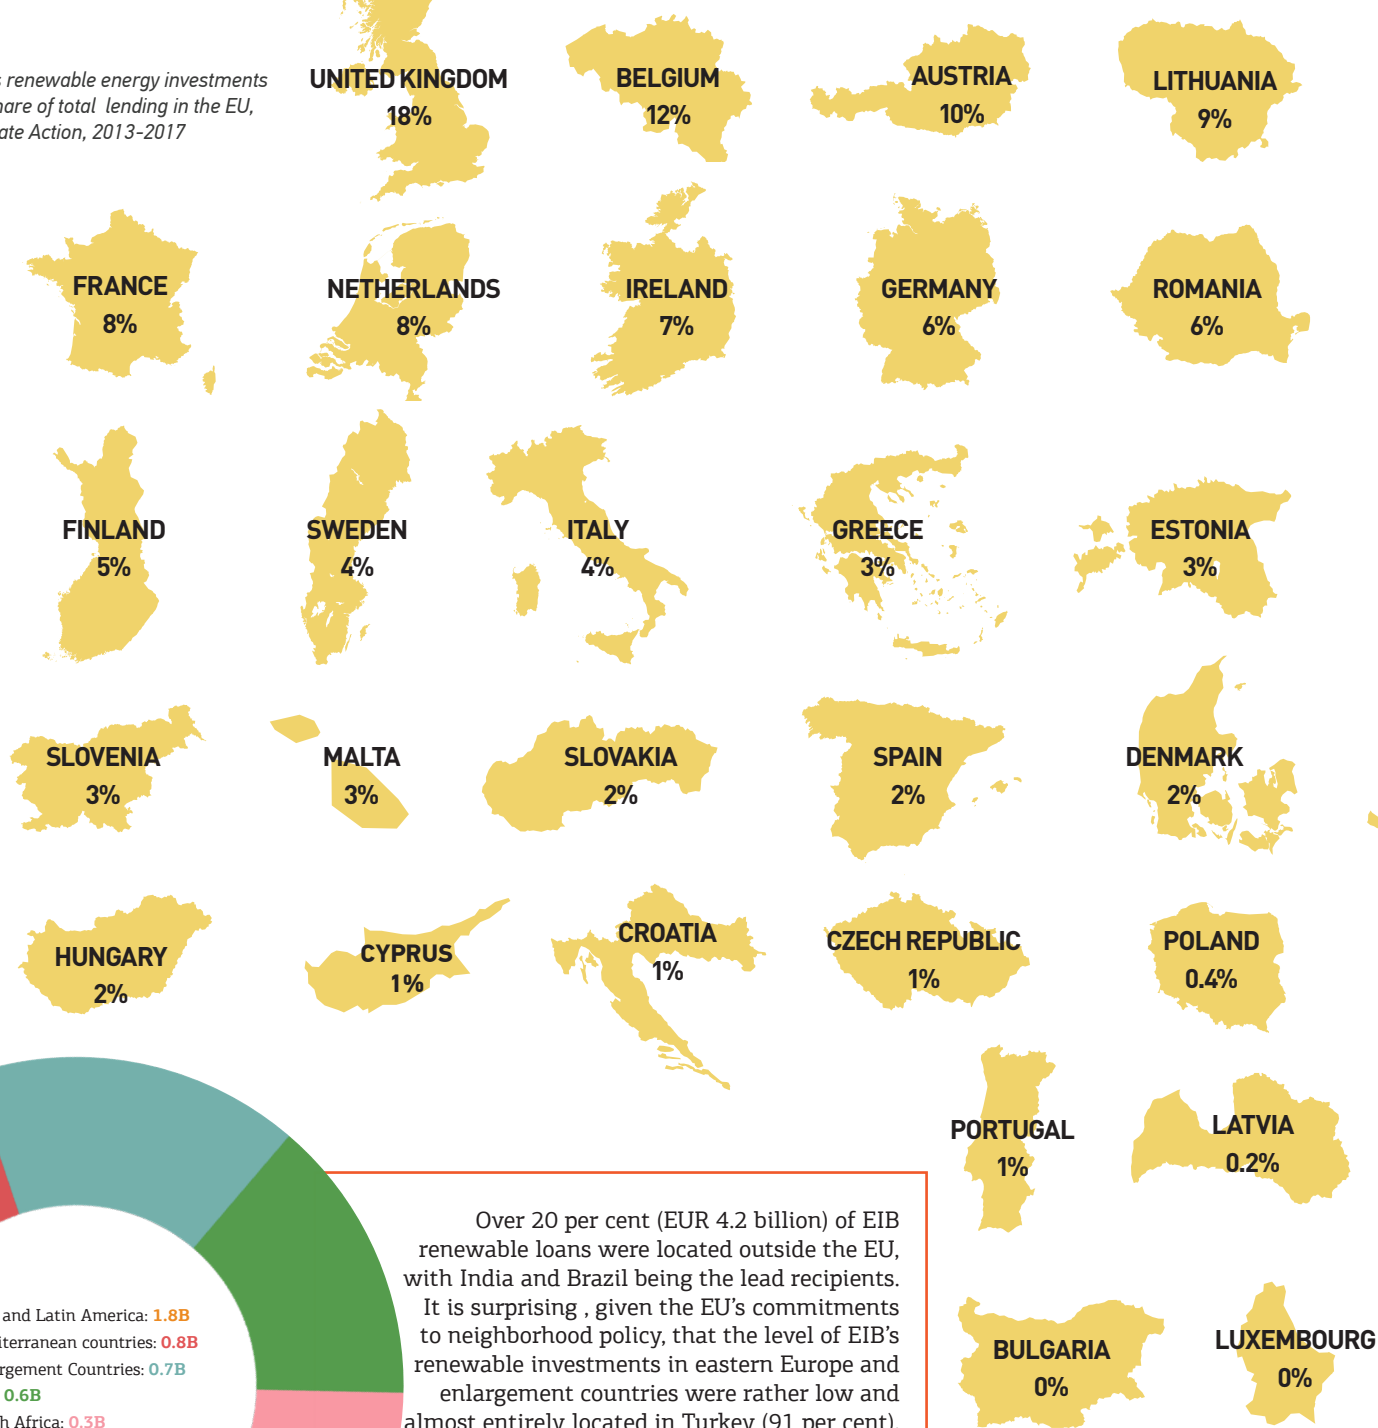 renewable energy investments
of total lending in the EU,
Action, 2013-2017
UNITED KINGDOM
18%
BELGIUM
12%
AUSTRIA
10%
LITHUANIA
9%
FRANCE
8%
NETHERLANDS
8%
IRELAND
7%
GERMANY
6%
ROMANIA
6%
FINLAND
5%
SWEDEN
4%
ITALY
4%
GREECE
3%
ESTONIA
3%
SLOVENIA
3%
MALTA
3%
SLOVAKIA
2%
SPAIN
2%
DENMARK
2%
HUNGARY
2%
CYPRUS
1%
CROATIA
1%
CZECH REPUBLIC
1%
POLAND
0.4%
PORTUGAL
1%
LATVIA
0.2%
BULGARIA
0%
LUXEMBOURG
0%
and Latin America: 1.8B
countries: 0.8B
Countries: 0.7B
0.6B
Africa: 0.3B
Over 20 per cent (EUR 4.2 billion) of EIB
renewable loans were located outside the EU,
with India and Brazil being the lead recipients.
It is surprising , given the EU's commitments
to neighborhood policy, that the level of EIB's
renewable investments in eastern Europe and
enlargement countries were rather low and
almost entirely located in Turkey (91 per cent).